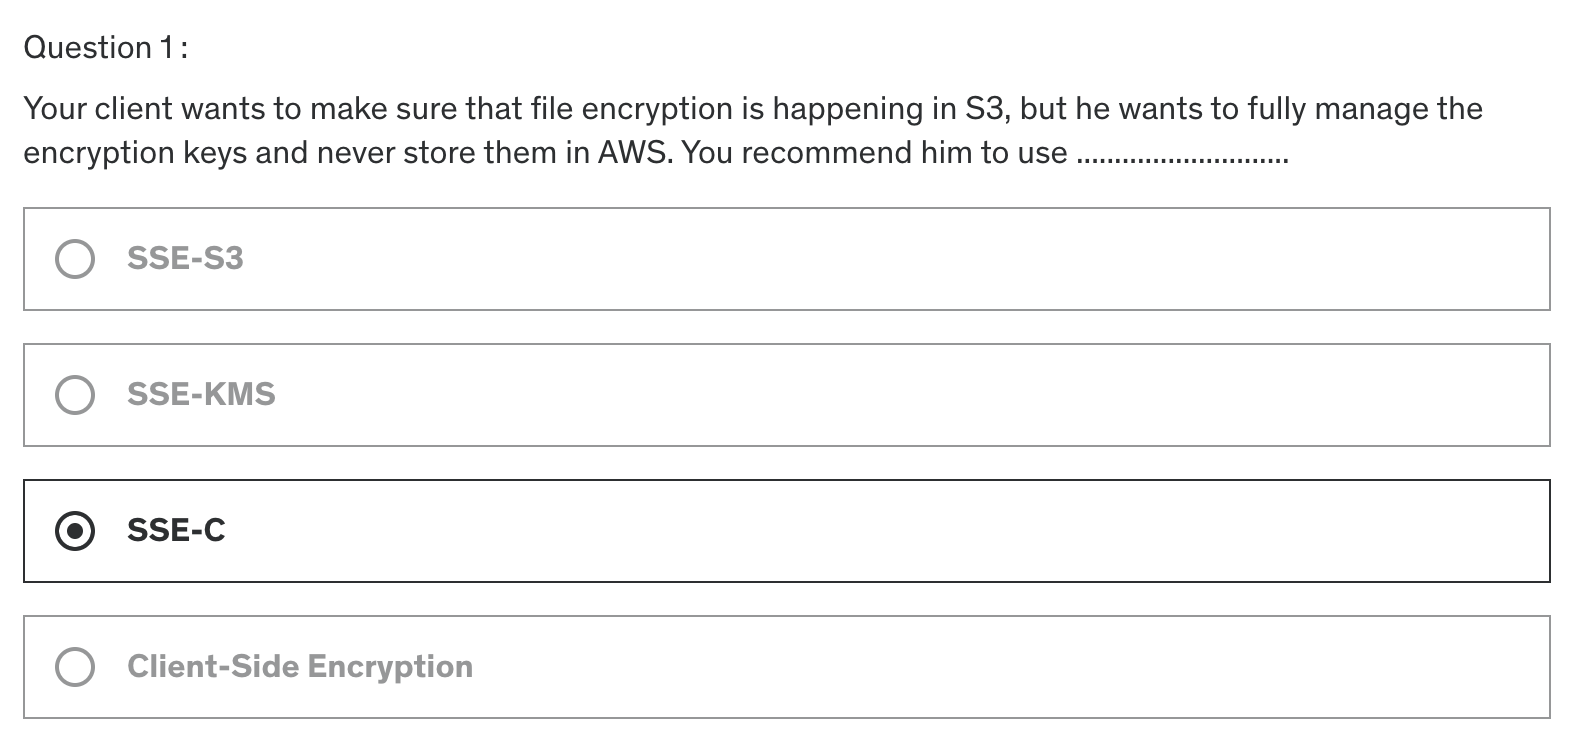 Question 1:
Your client wants to make sure that file encryption is happening in S3, but he wants to fully manage the
encryption keys and never store them in AWS. You recommend him to use ............................
SSE-S3
SSE-KMS
SSE-C
Client-Side Encryption